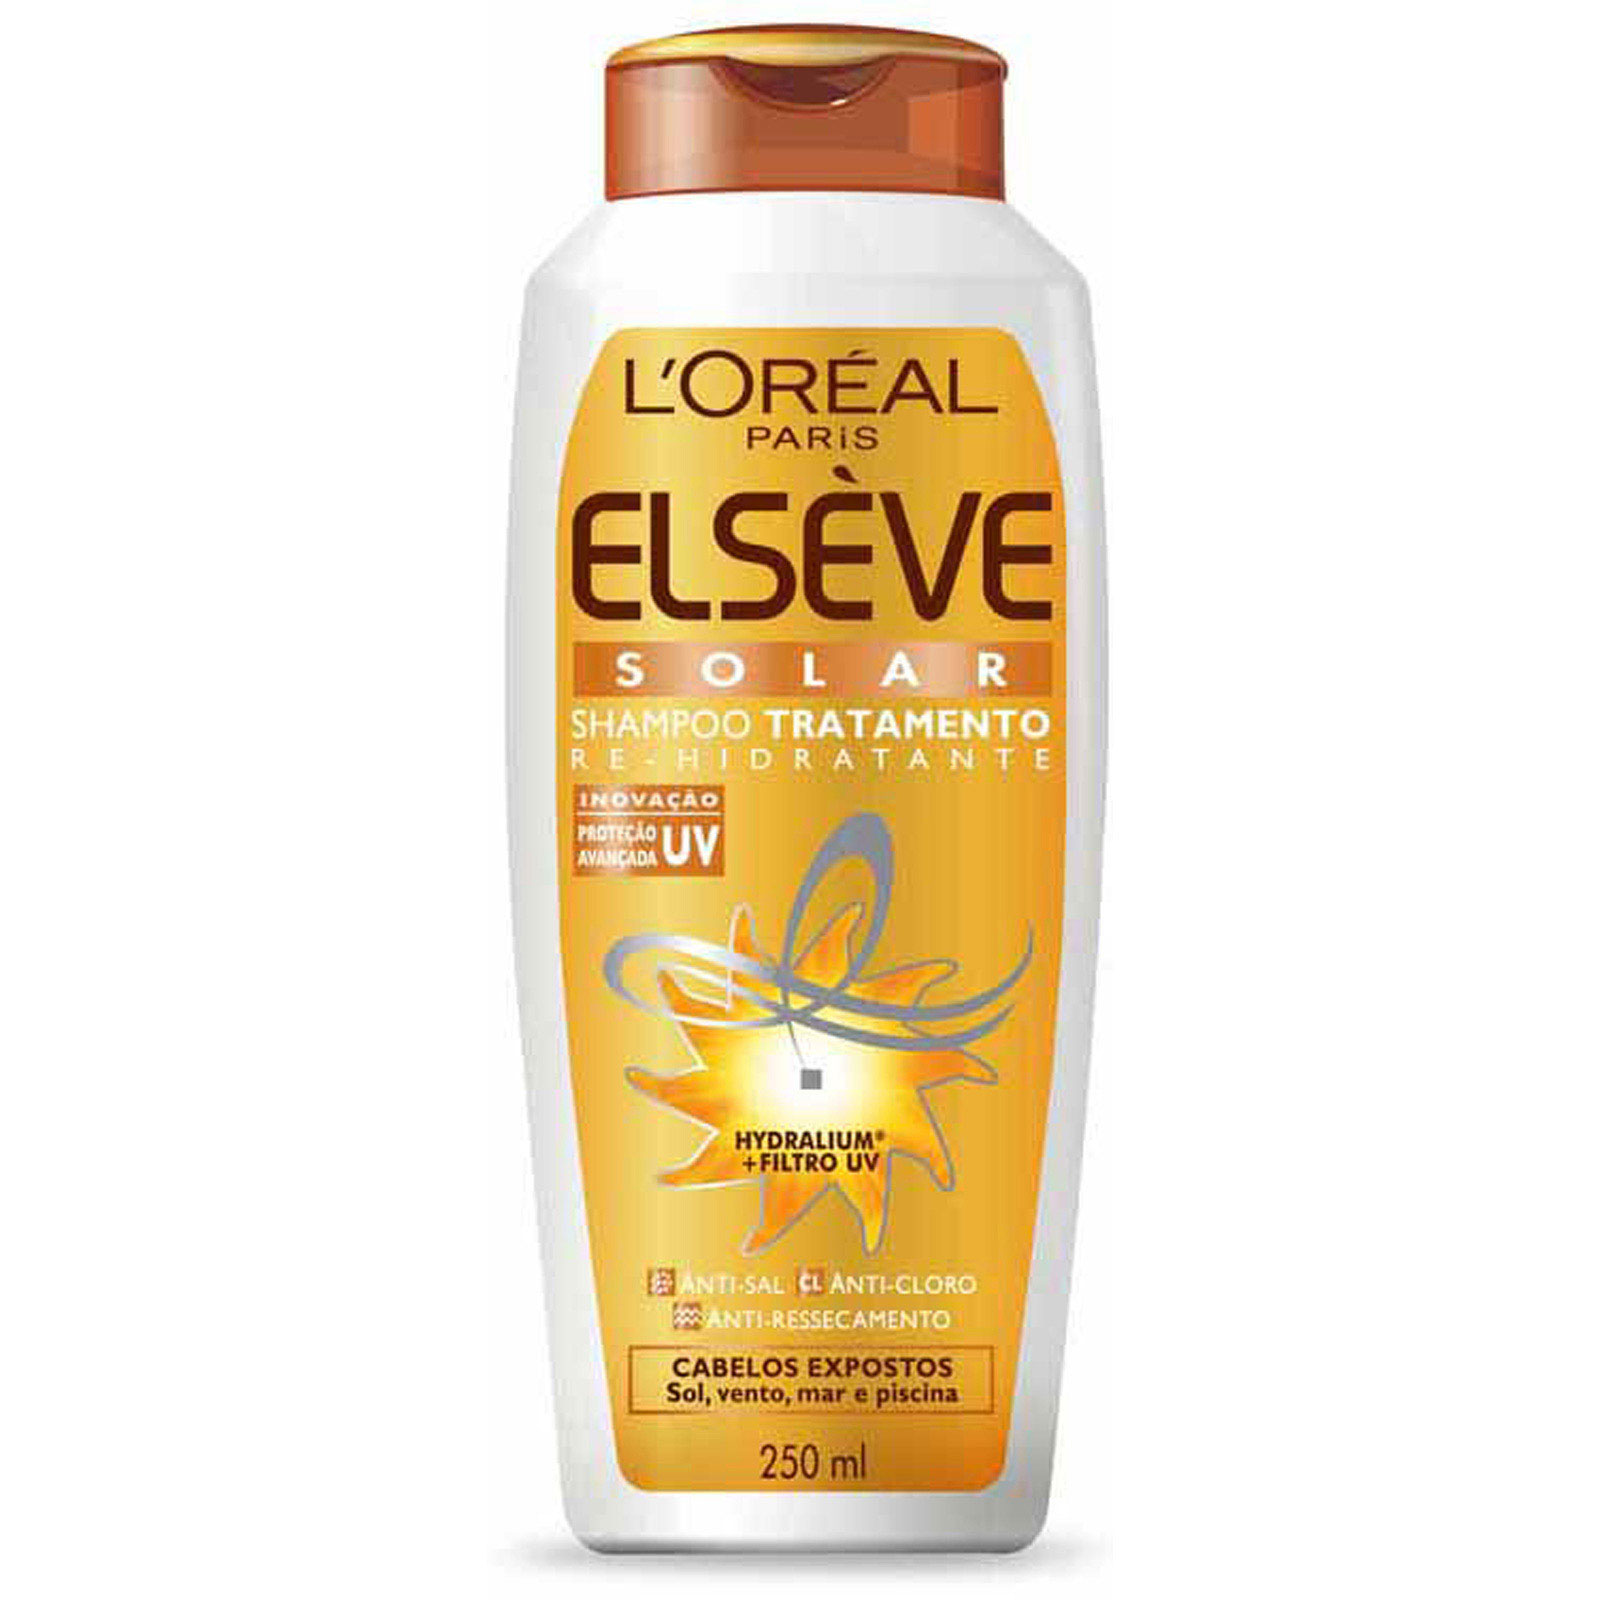 L'ORÉAL
PARiS
ELSÈVE
SOLAR
SHAMPOO TRATAMENTO
RE-HIDRATANTE
INOVAÇÃO
PROTEÇÃO
AVANÇADA UV
HYDRALIUM®
+FILTRO UV
ANTI-SAL CL ANTI-CLORO
ANTI-RESSECAMENTO
CABELOS EXPOSTOS
Sol, vento, mar e piscina
250 ml